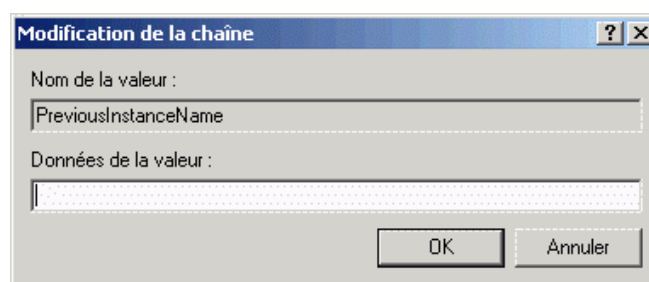 Modification de la chaîne
Nom de la valeur :
PreviousInstanceName
Données de la valeur :
OK Annuler